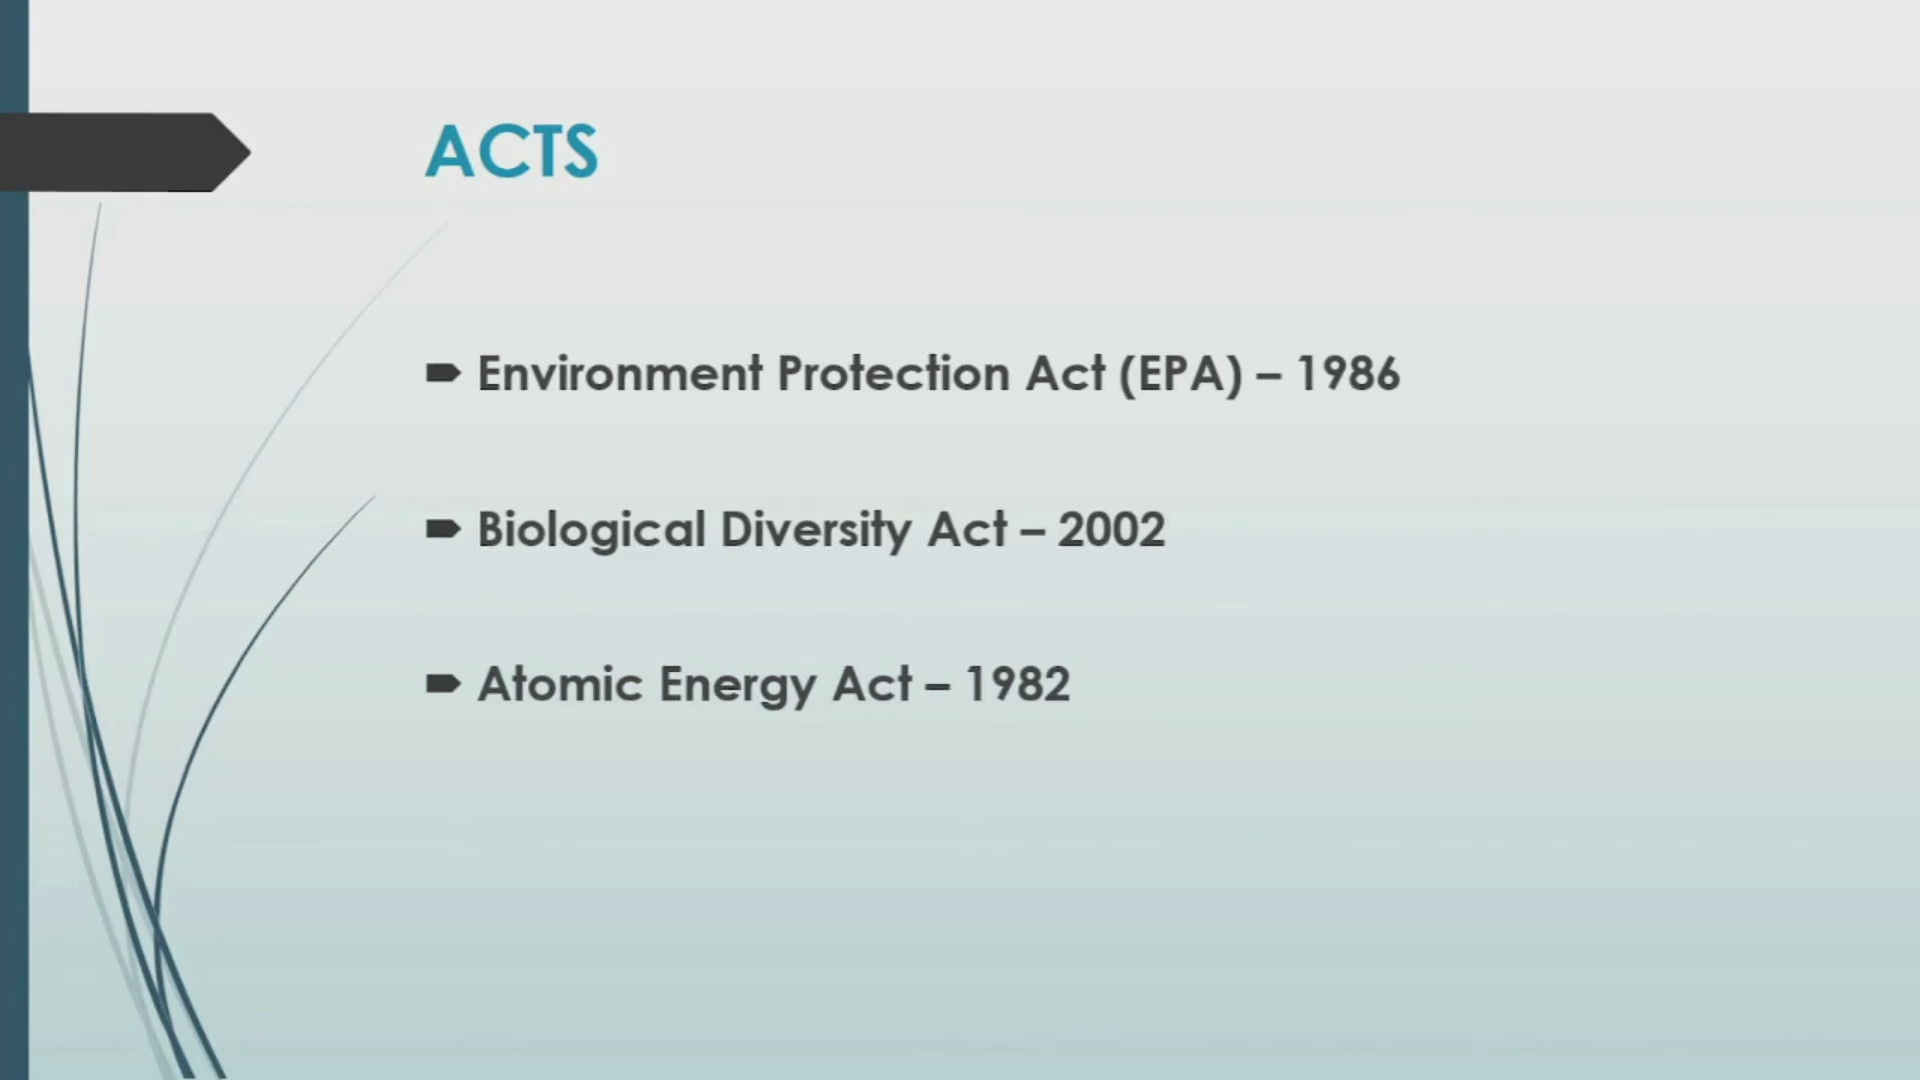 ACTS
Environment Protection Act (EPA) – 1986
Biological Diversity Act – 2002
Atomic Energy Act – 1982